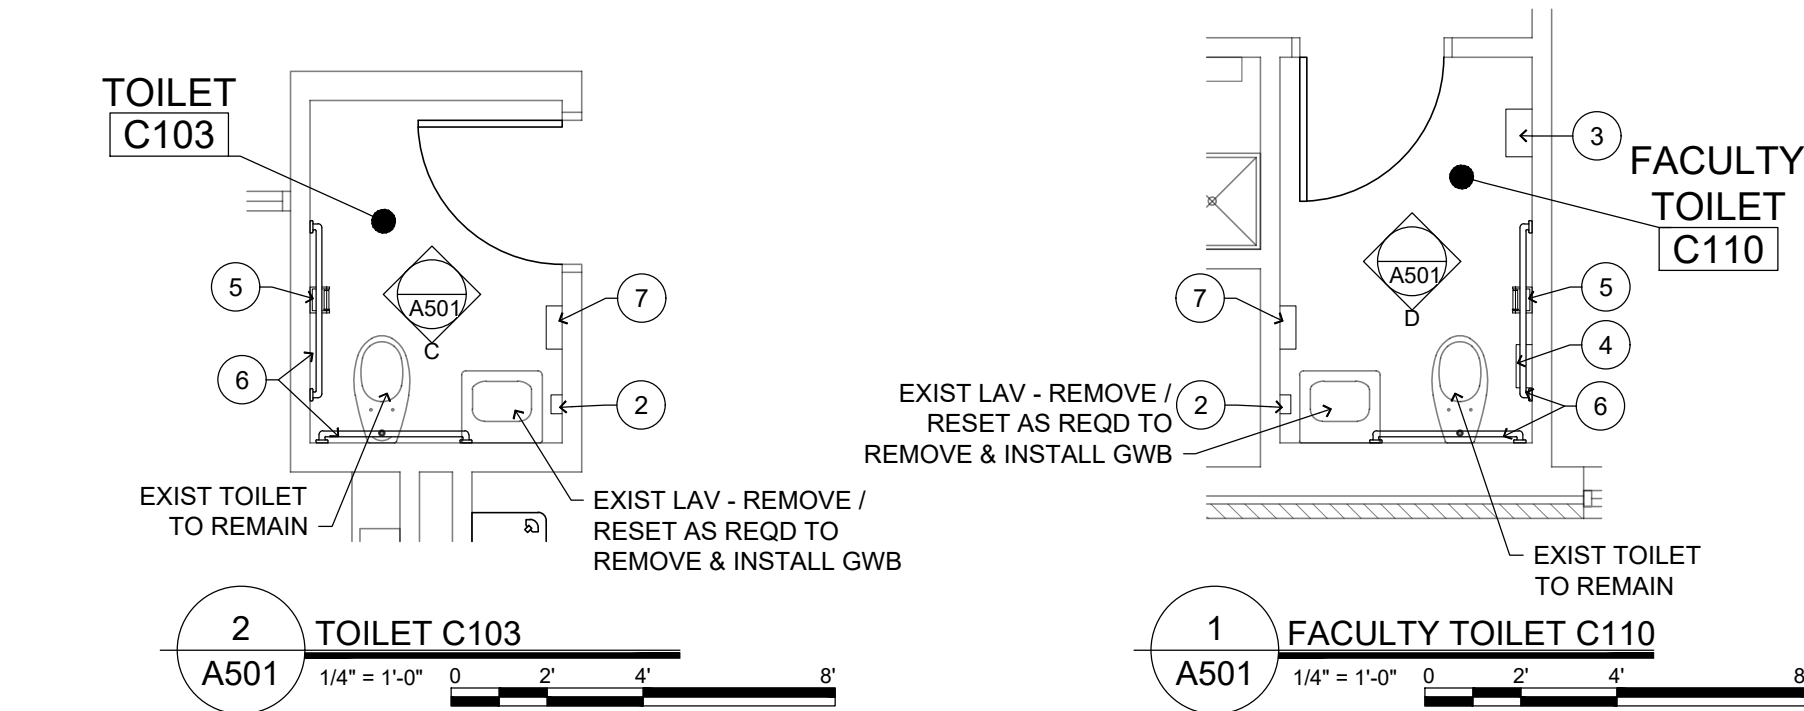 TOILET
C103
5
6
A501
C
7
2
EXIST TOILET
TO REMAIN
EXIST LAV - REMOVE /
RESET AS REQD TO
REMOVE & INSTALL GWB
2
A501
TOILET C103
1/4" = 1'-0"
0 2' 4' 8'
3
FACULTY
TOILET
C110
A501
D
7
5
4
6
EXIST LAV - REMOVE /
RESET AS REQD TO
REMOVE & INSTALL GWB
2
EXIST TOILET
TO REMAIN
1
A501
FACULTY TOILET C110
1/4" = 1'-0"
0 2' 4' 8